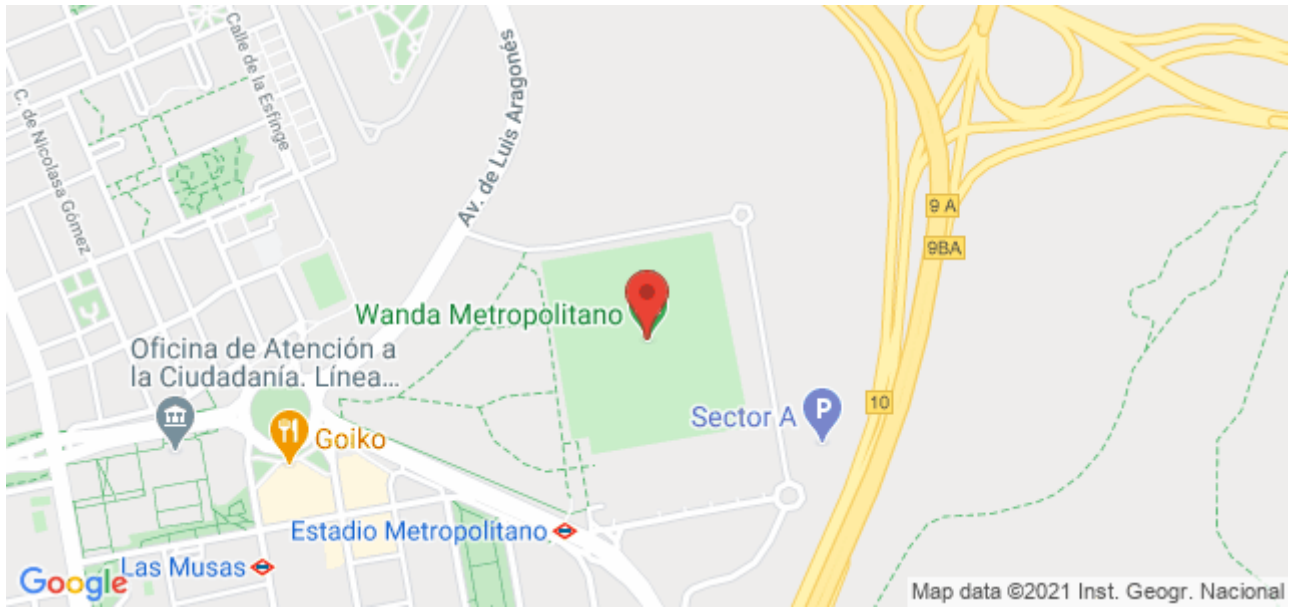 Calle de la Esfinge
C. de Nicolasa Gómez
Av. de Luis Aragonés
9 A
9BA
Wanda Metropolitano
Oficina de Atención a
la Ciudadanía. Línea...
10
Sector A
P
Goiko
Estadio Metropolitano
Las Musas
Google
Map data ©2021 Inst. Geogr. Nacional